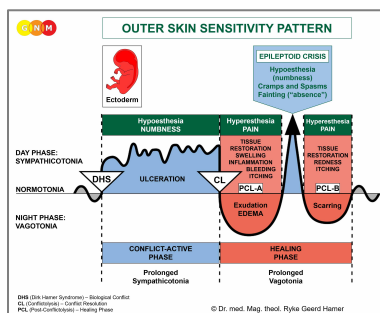 GNM
OUTER SKIN SENSITIVITY PATTERN
EPILEPTOID CRISIS
Hypoesthesia
(numbness)
Cramps and Spasms
Fainting ("absence")
Ectoderm
Hypoesthesia
NUMBNESS
Hyperesthesia
PAIN
Hyperesthesia
PAIN
DAY PHASE:
SYMPATHICOTONIA
TISSUE
RESTORATION
SWELLING
INFLAMMATION
BLEEDING
ITCHING
TISSUE
RESTORATION
REDNESS
ITCHING
DHS
ULCERATION
CL
PCL-A
PCL-B
NORMOTONIA
NIGHT PHASE:
VAGOTONIA
Exudation
EDEMA
Scarring
CONFLICT-ACTIVE
PHASE
HEALING
PHASE
Prolonged
Sympathicotonia
Prolonged
Vagotonia
DHS (Dirk Hamer Syndrome) – Biological Conflict
CL (Conflictolysis) – Conflict Resolution
PCL (Post-Conflictolysis) – Healing Phase
© Dr. med. Mag. theol. Ryke Geerd Hamer